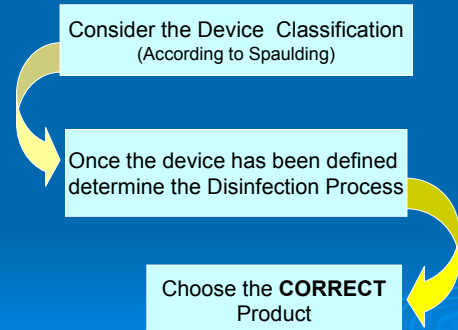 Consider the Device Classification
(According to Spaulding)
Once the device has been defined
determine the Disinfection Process
Choose the CORRECT
Product